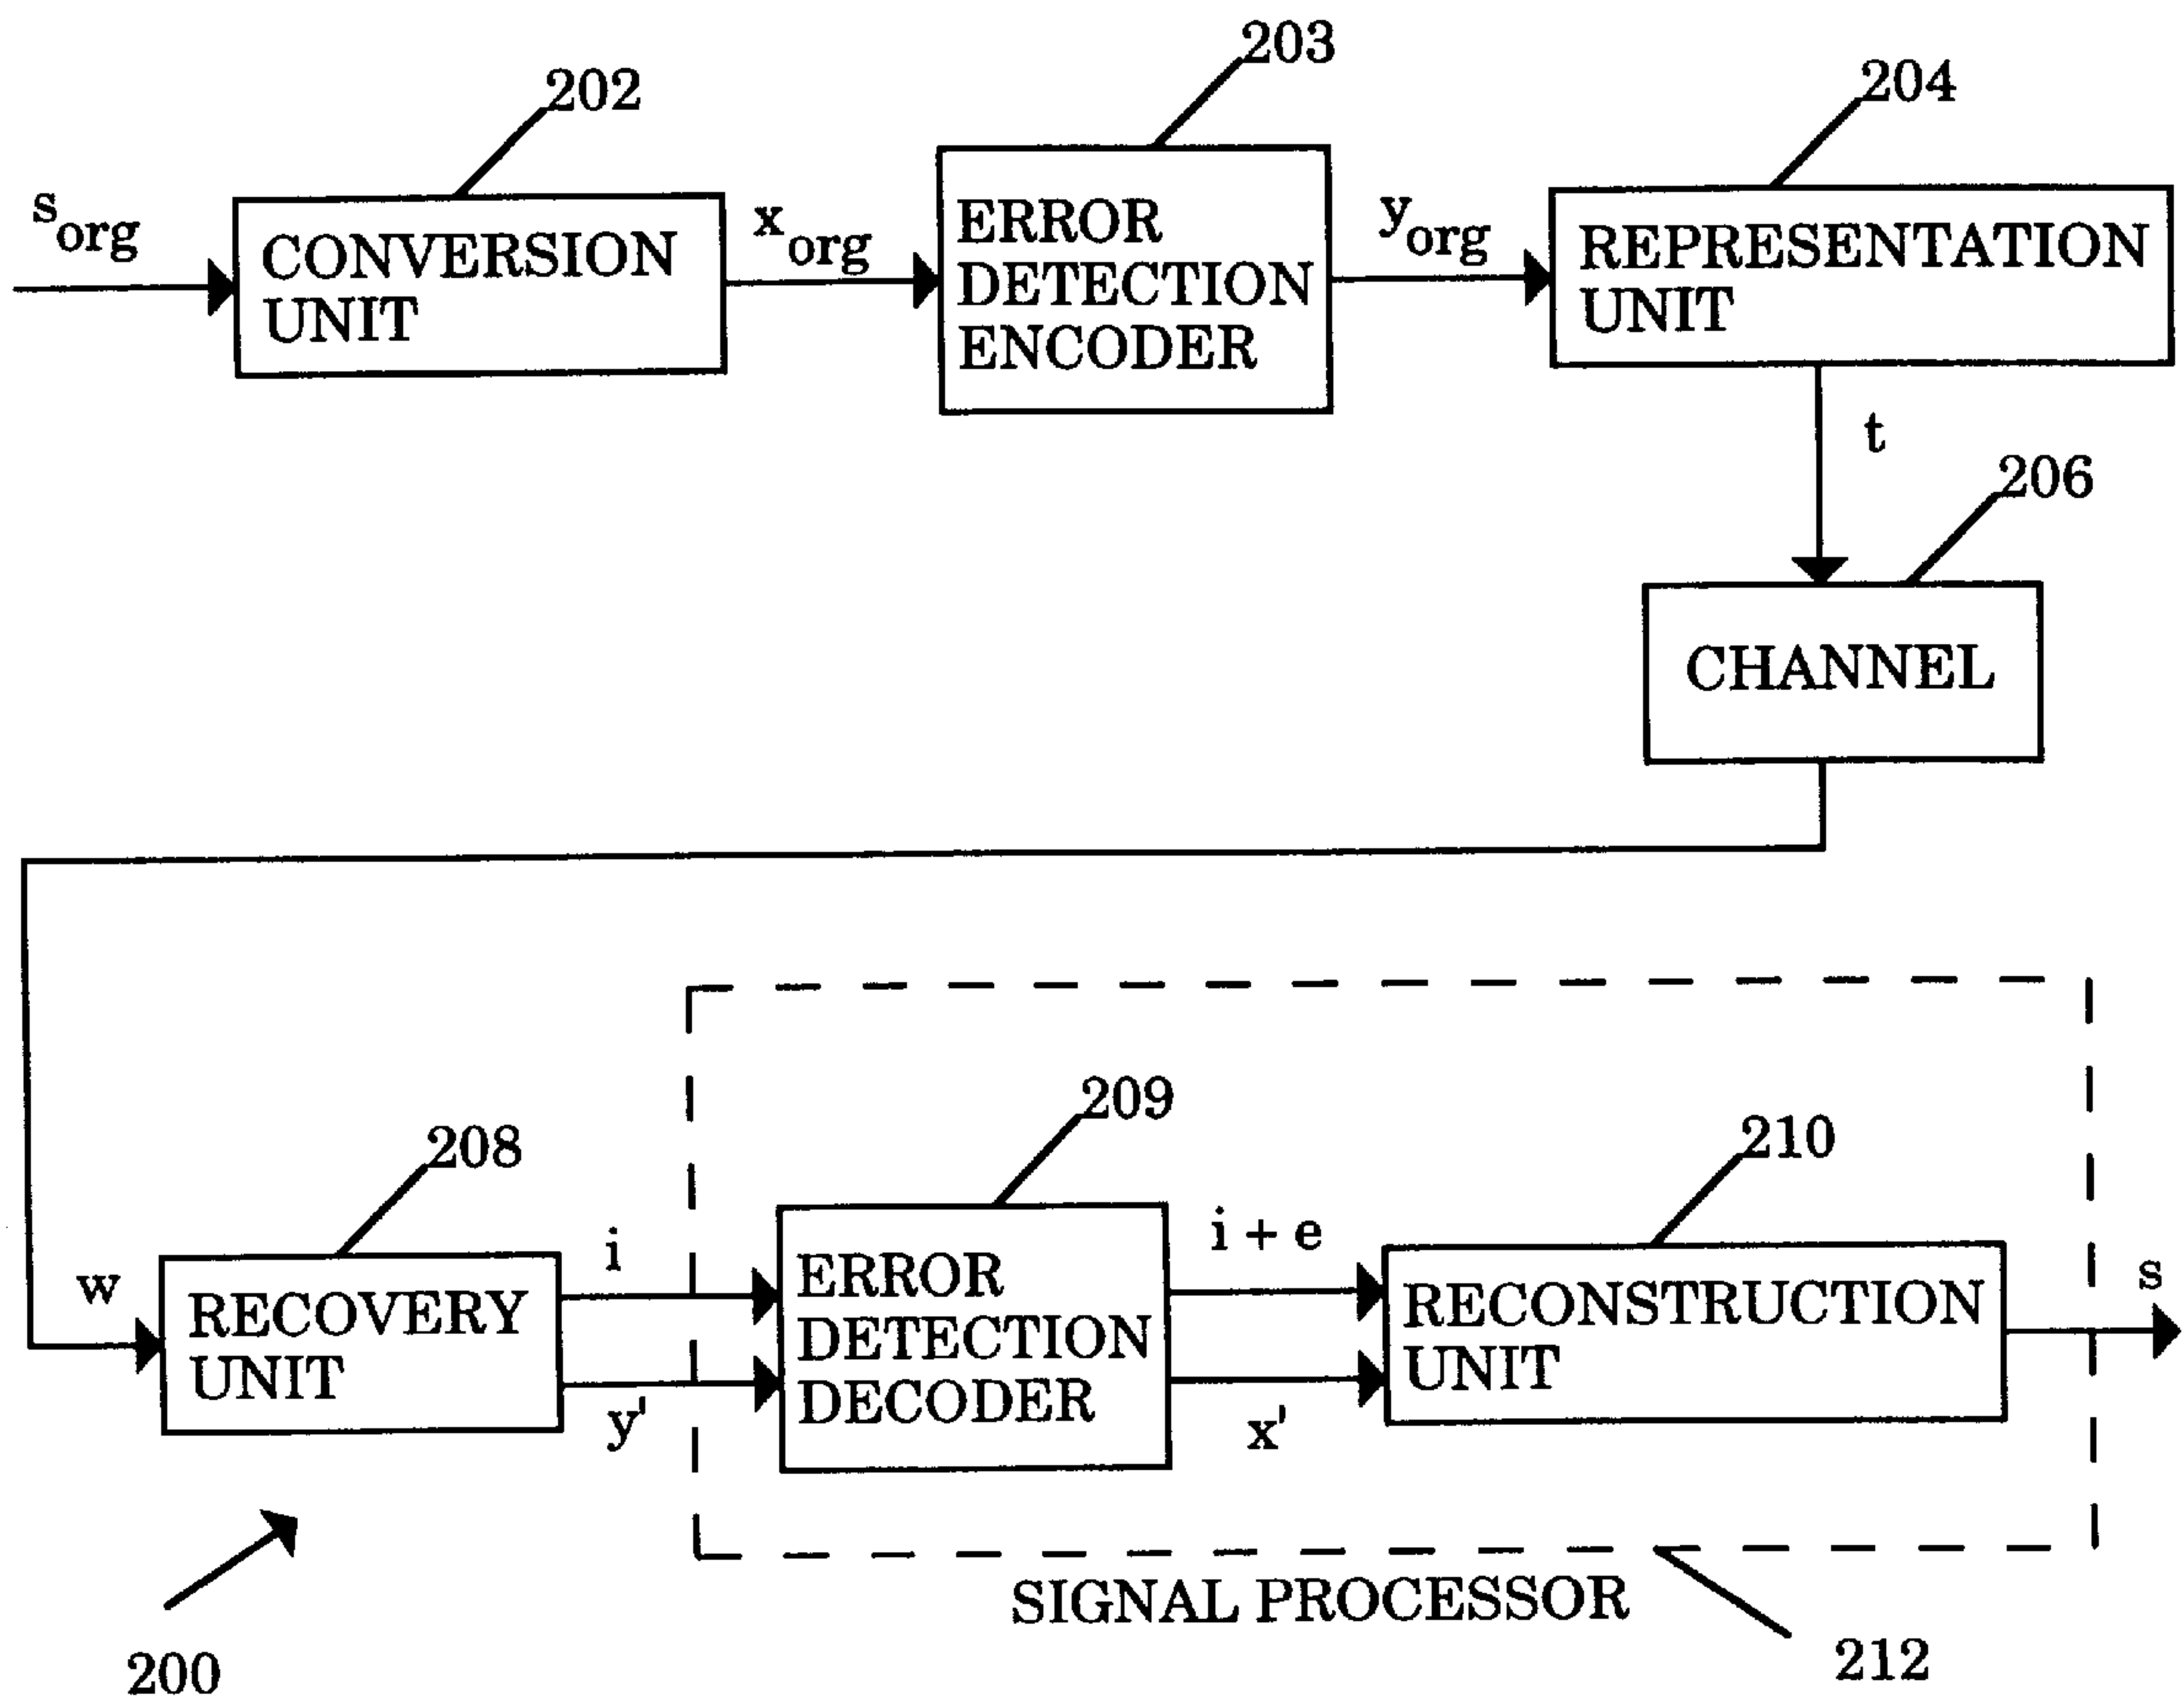 203
202
204
s org
x org
y org
CONVERSION
UNIT
ERROR
DETECTION
ENCODER
REPRESENTATION
UNIT
t
206
CHANNEL
209
208
210
i
i + e
s
w
RECOVERY
UNIT
ERROR
DETECTION
DECODER
RECONSTRUCTION
UNIT
y'
x'
SIGNAL PROCESSOR
200
212